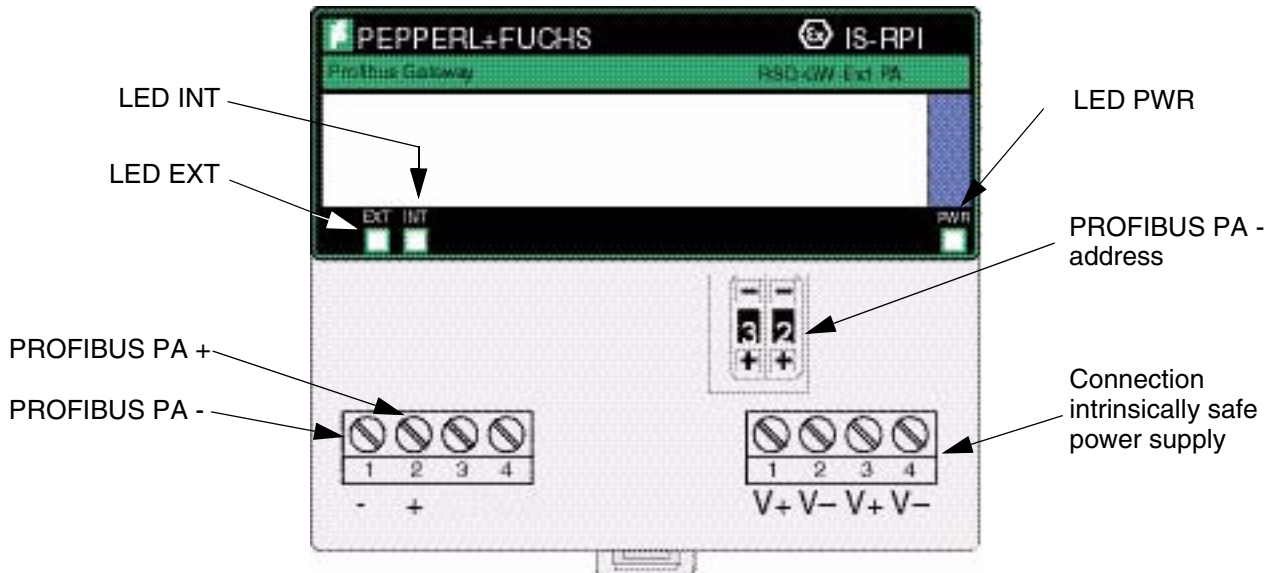 PEPPERL+FUCHS
IS-RPI
Profibus Gateway
RSD-GW-Ext PA
LED INT
LED PWR
LED EXT
EXT INT
PWR
PROFIBUS PA -
address
- -
3 2
+ +
PROFIBUS PA +
PROFIBUS PA -
Connection
intrinsically safe
power supply
1 2 3 4
- +
1 2 3 4
V+ V– V+ V–